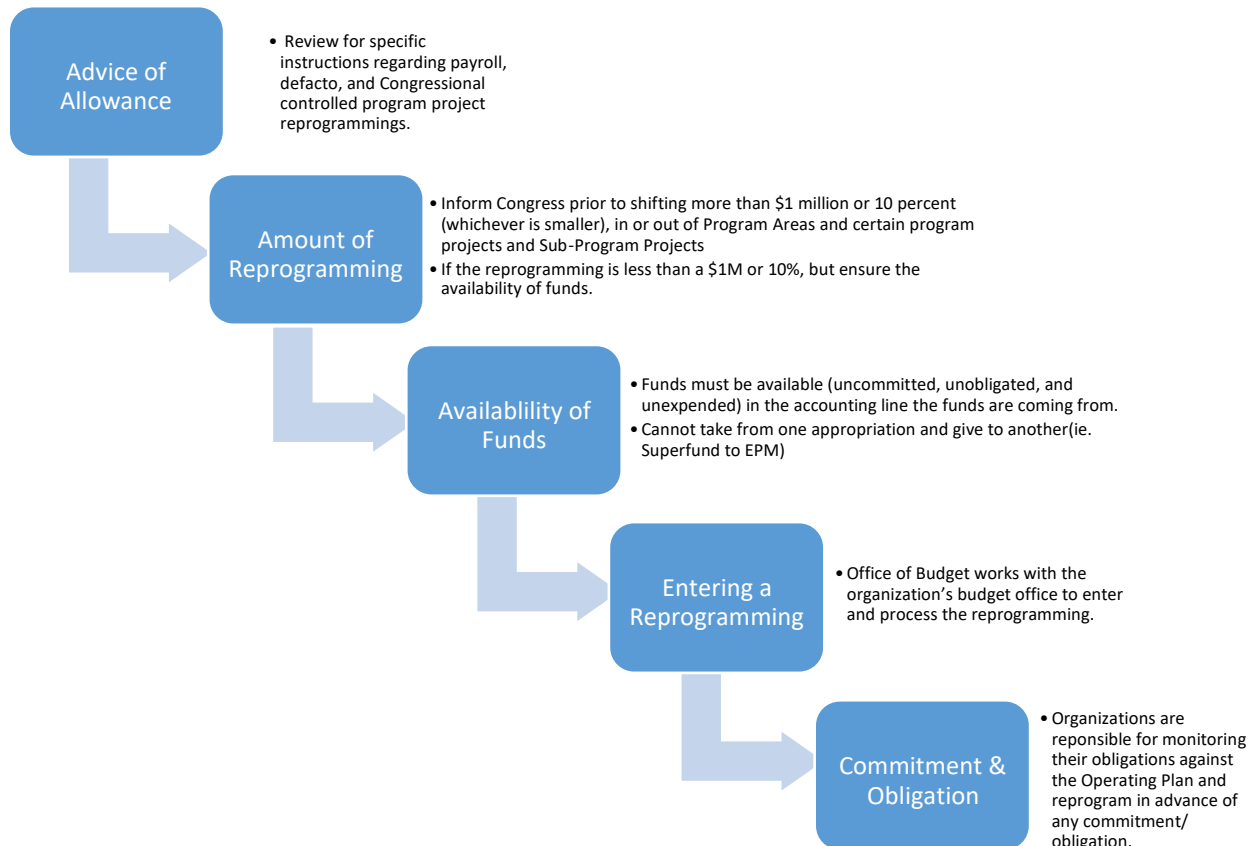 Advice of
Allowance
• Review for specific
instructions regarding payroll,
defacto, and Congressional
controlled program project
reprogrammings.
Amount of
Reprogramming
• Inform Congress prior to shifting more than $1 million or 10 percent
(whichever is smaller), in or out of Program Areas and certain program
projects and Sub-Program Projects
• If the reprogramming is less than a $1M or 10%, but ensure the
availability of funds.
Availablility of
Funds
• Funds must be available (uncommitted, unobligated, and
unexpended) in the accounting line the funds are coming from.
• Cannot take from one appropriation and give to another(ie.
Superfund to EPM)
Entering a
Reprogramming
• Office of Budget works with the
organization’s budget office to enter
and process the reprogramming.
Commitment &
Obligation
• Organizations are
reponsible for monitoring
their obligations against
the Operating Plan and
reprogram in advance of
any commitment/
obligation.